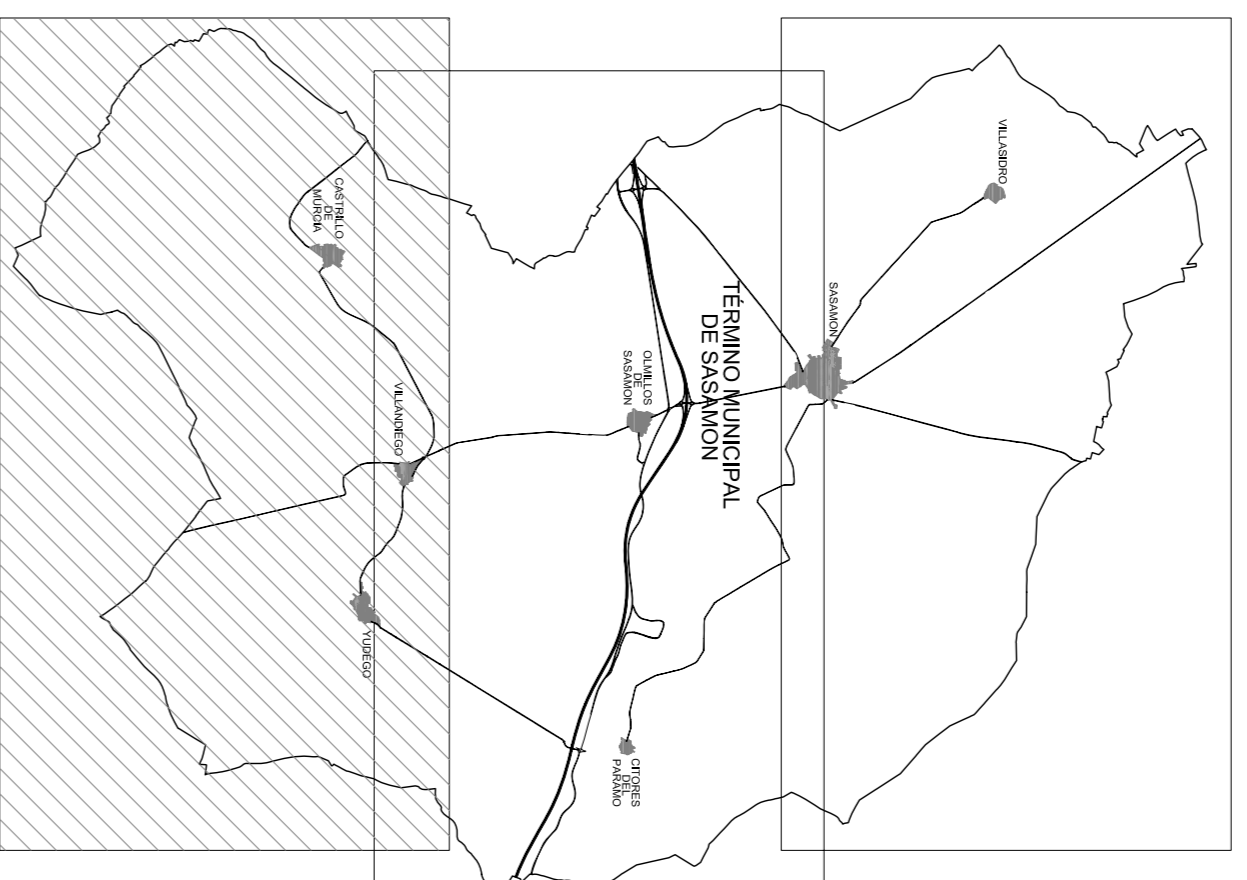 VILLASIDRO
SASAMON
TÉRMINO MUNICIPAL
DE SASAMON
OLMILLOS
DE
SASAMON
CASTRILLO
DE
MURCIA
VILLANDIEGO
YUDEGO
CITORES
DEL
PARAMO